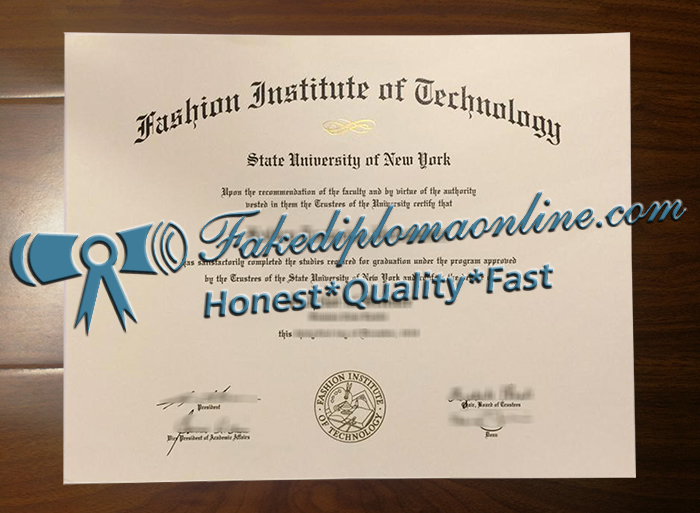 Fashion Institute of Technology
State University of New York
Upon the recommendation of the faculty and by virtue of the authority
vested in them the Trustees of the University certify that
Fakediplomaonline.com
has satisfactorily completed the studies required for graduation under the program approved
by the Trustees of the State University of New York and
Honest*Quality*Fast
this
President
Vice President of Academic Affairs
FASHION INSTITUTE
OF TECHNOLOGY
Chair, Board of Trustees
Dean